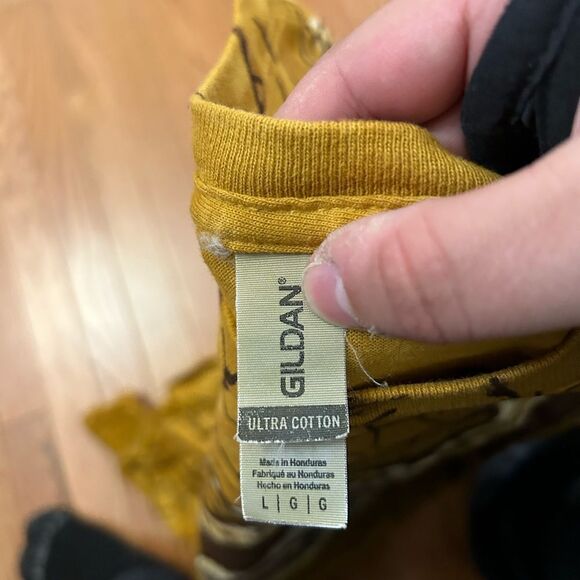 GILDAN®
ULTRA COTTON
Made in Honduras
Fabriqué au Honduras
Hecho en Honduras
L | G | G